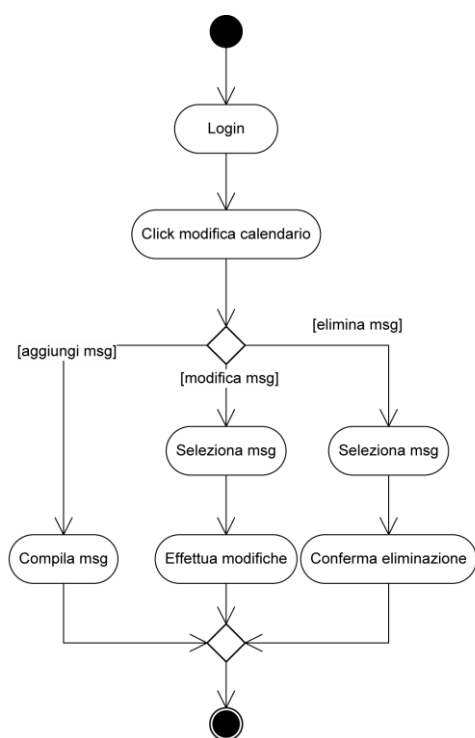 Login
Click modifica calendario
[elimina msg]
[aggiungi msg]
[modifica msg]
Seleziona msg
Seleziona msg
Compila msg
Effettua modifiche
Conferma eliminazione